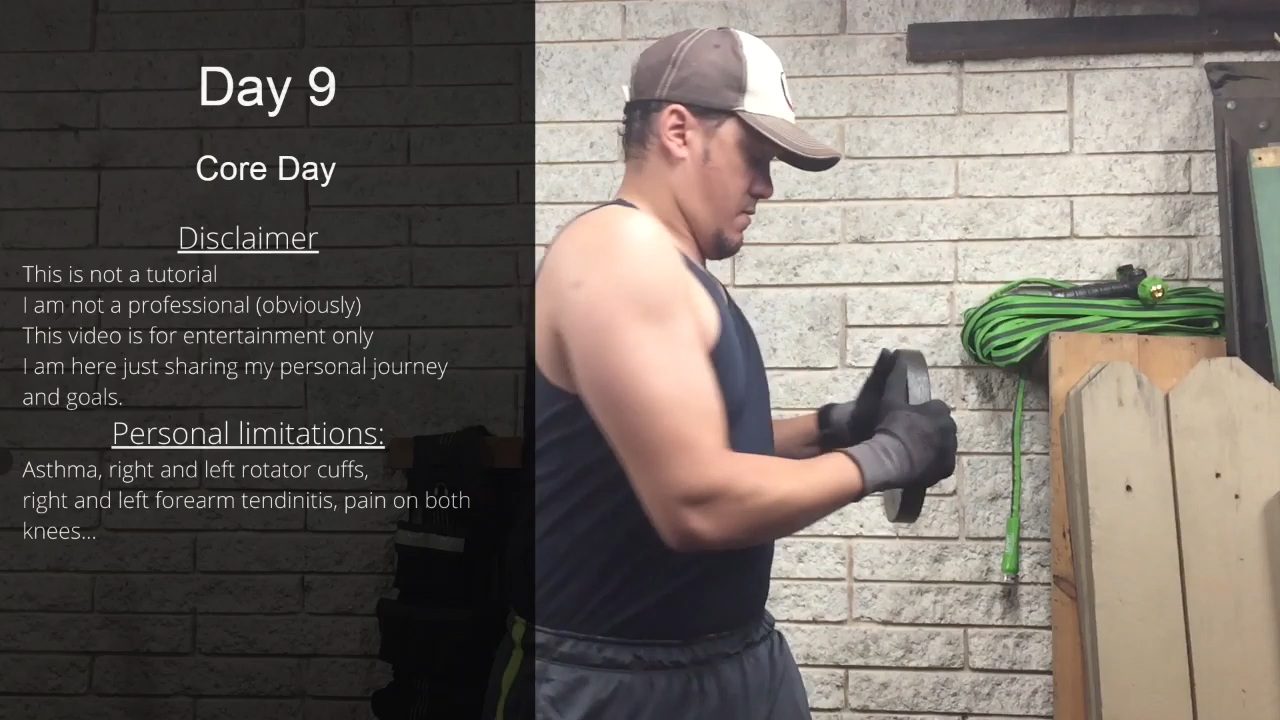 Day 9
Core Day
Disclaimer
This is not a tutorial
I am not a professional (obviously)
This video is for entertainment only
I am here just sharing my personal journey
and goals.
Personal limitations:
Asthma, right and left rotator cuffs,
right and left forearm tendinitis, pain on both
knees...